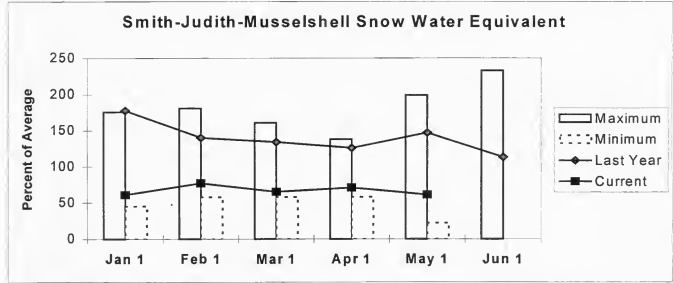 Smith-Judith-Musselshell Snow Water Equivalent
Percent of Average
250
200
150
100
50
0
Jan 1 Feb 1 Mar 1 Apr 1 May 1 Jun 1
Maximum
Minimum
Last Year
Current